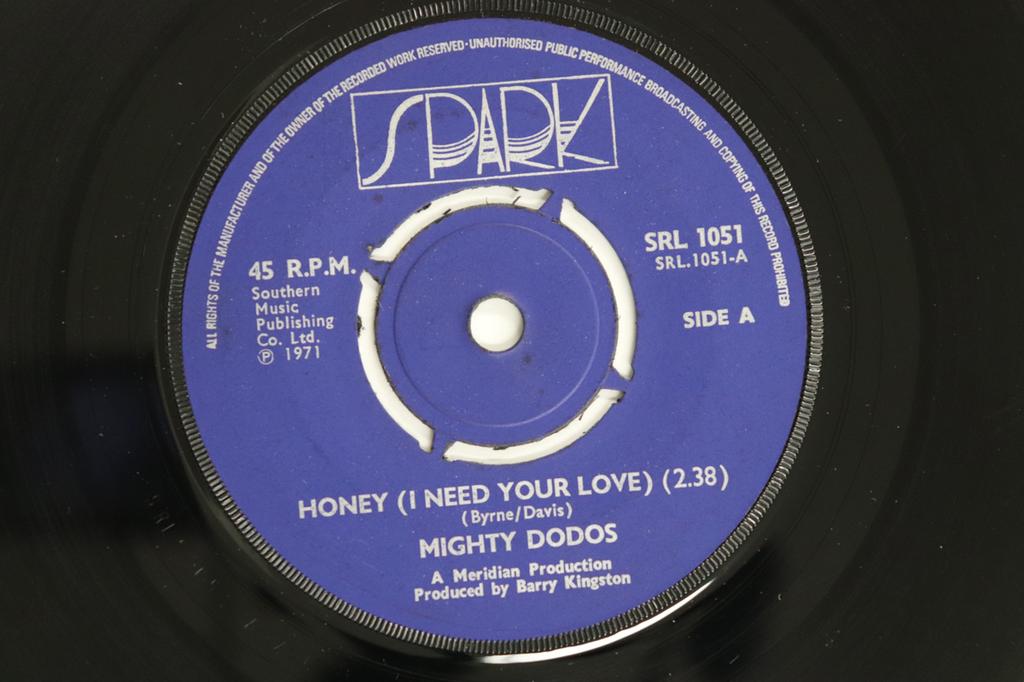 ALL RIGHTS OF THE MANUFACTURER AND OF THE OWNER OF THE RECORDED WORK RESERVED · UNAUTHORISED PUBLIC PERFORMANCE BROADCASTING AND COPYING OF THIS RECORD PROHIBITED
SPARK
45 R.P.M.
Southern
Music
Publishing
Co. Ltd.
℗ 1971
SRL 1051
SRL.1051-A
SIDE A
HONEY (I NEED YOUR LOVE) (2.38)
(Byrne/Davis)
MIGHTY DODOS
A Meridian Production
Produced by Barry Kingston